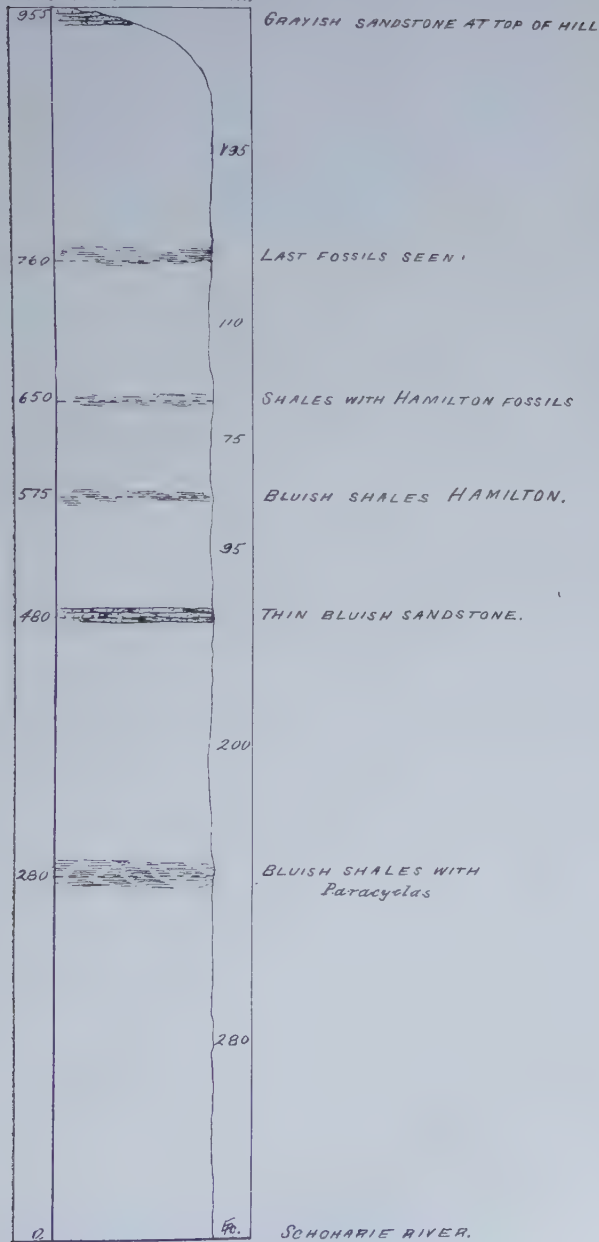 955 GRAYISH SANDSTONE AT TOP OF HILL
195
760 LAST FOSSILS SEEN.
110
650 SHALES WITH HAMILTON FOSSILS
75
575 BLUISH SHALES HAMILTON.
95
480 THIN BLUISH SANDSTONE.
200
280 BLUISH SHALES WITH
Paracyclas
280
0. SCHOHARIE RIVER.